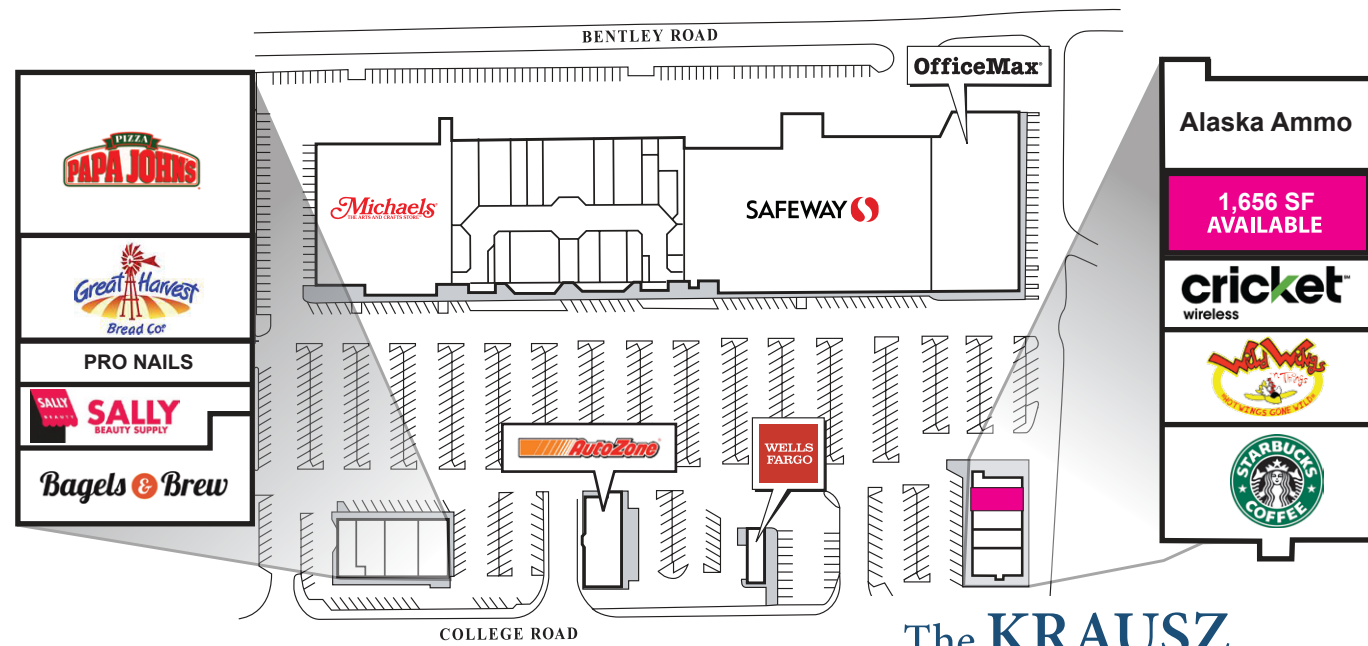 BENTLEY ROAD
OfficeMax
PIZZA
PAPA JOHNS
Great Harvest
Bread Co.
PRO NAILS
SALLY
BEAUTY
SALLY
BEAUTY SUPPLY
Bagels & Brew
Michaels
THE ARTS AND CRAFTS STORE
SAFEWAY
AutoZone
WELLS
FARGO
Alaska Ammo
1,656 SF
AVAILABLE
cricket
wireless
Wild Wings
'n Things
"HOT WINGS GONE WILD"
STARBUCKS
COFFEE
COLLEGE ROAD
The KRAUSZ